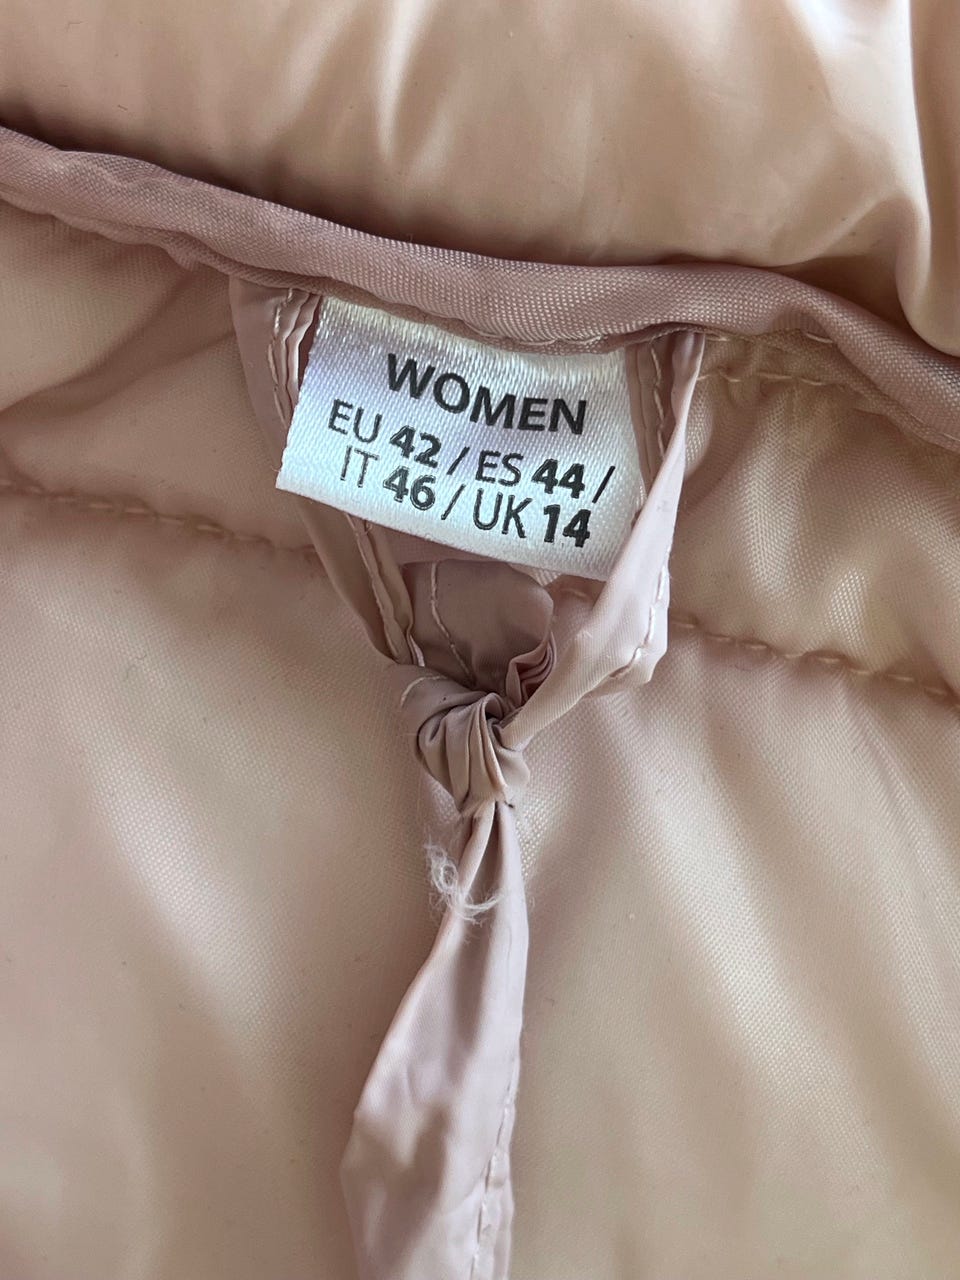 WOMEN
EU 42 / ES 44 /
IT 46 / UK 14